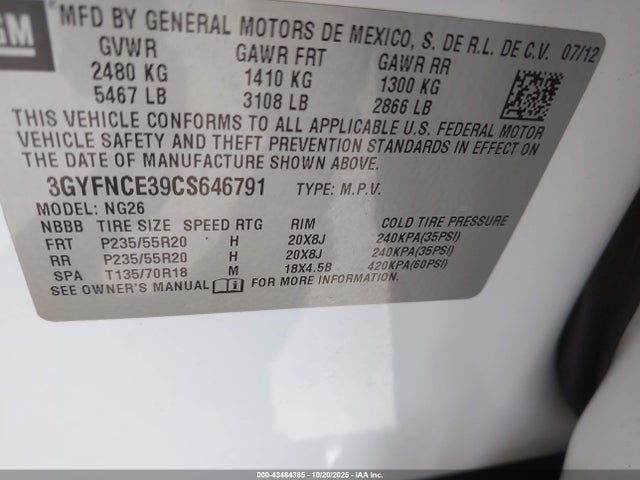 GM
MFD BY GENERAL MOTORS DE MEXICO, S. DE R.L. DE C.V. 07/12
GVWR GAWR FRT GAWR RR
2480 KG 1410 KG 1300 KG
5467 LB 3108 LB 2866 LB
THIS VEHICLE CONFORMS TO ALL APPLICABLE U.S. FEDERAL MOTOR
VEHICLE SAFETY AND THEFT PREVENTION STANDARDS IN EFFECT ON
THE DATE OF MANUFACTURE SHOWN ABOVE.
3GYFNCE39CS646791 TYPE: M.P.V.
MODEL: NG26
NBBB TIRE SIZE SPEED RTG RIM COLD TIRE PRESSURE
FRT P235/55R20 H 20X8J 240KPA(35PSI)
RR P235/55R20 H 20X8J 240KPA(35PSI)
SPA T135/70R18 M 18X4.5B 420KPA(60PSI)
SEE OWNER'S MANUAL FOR MORE INFORMATION.
000-43484385 - 10/20/2025 - IAAI.com